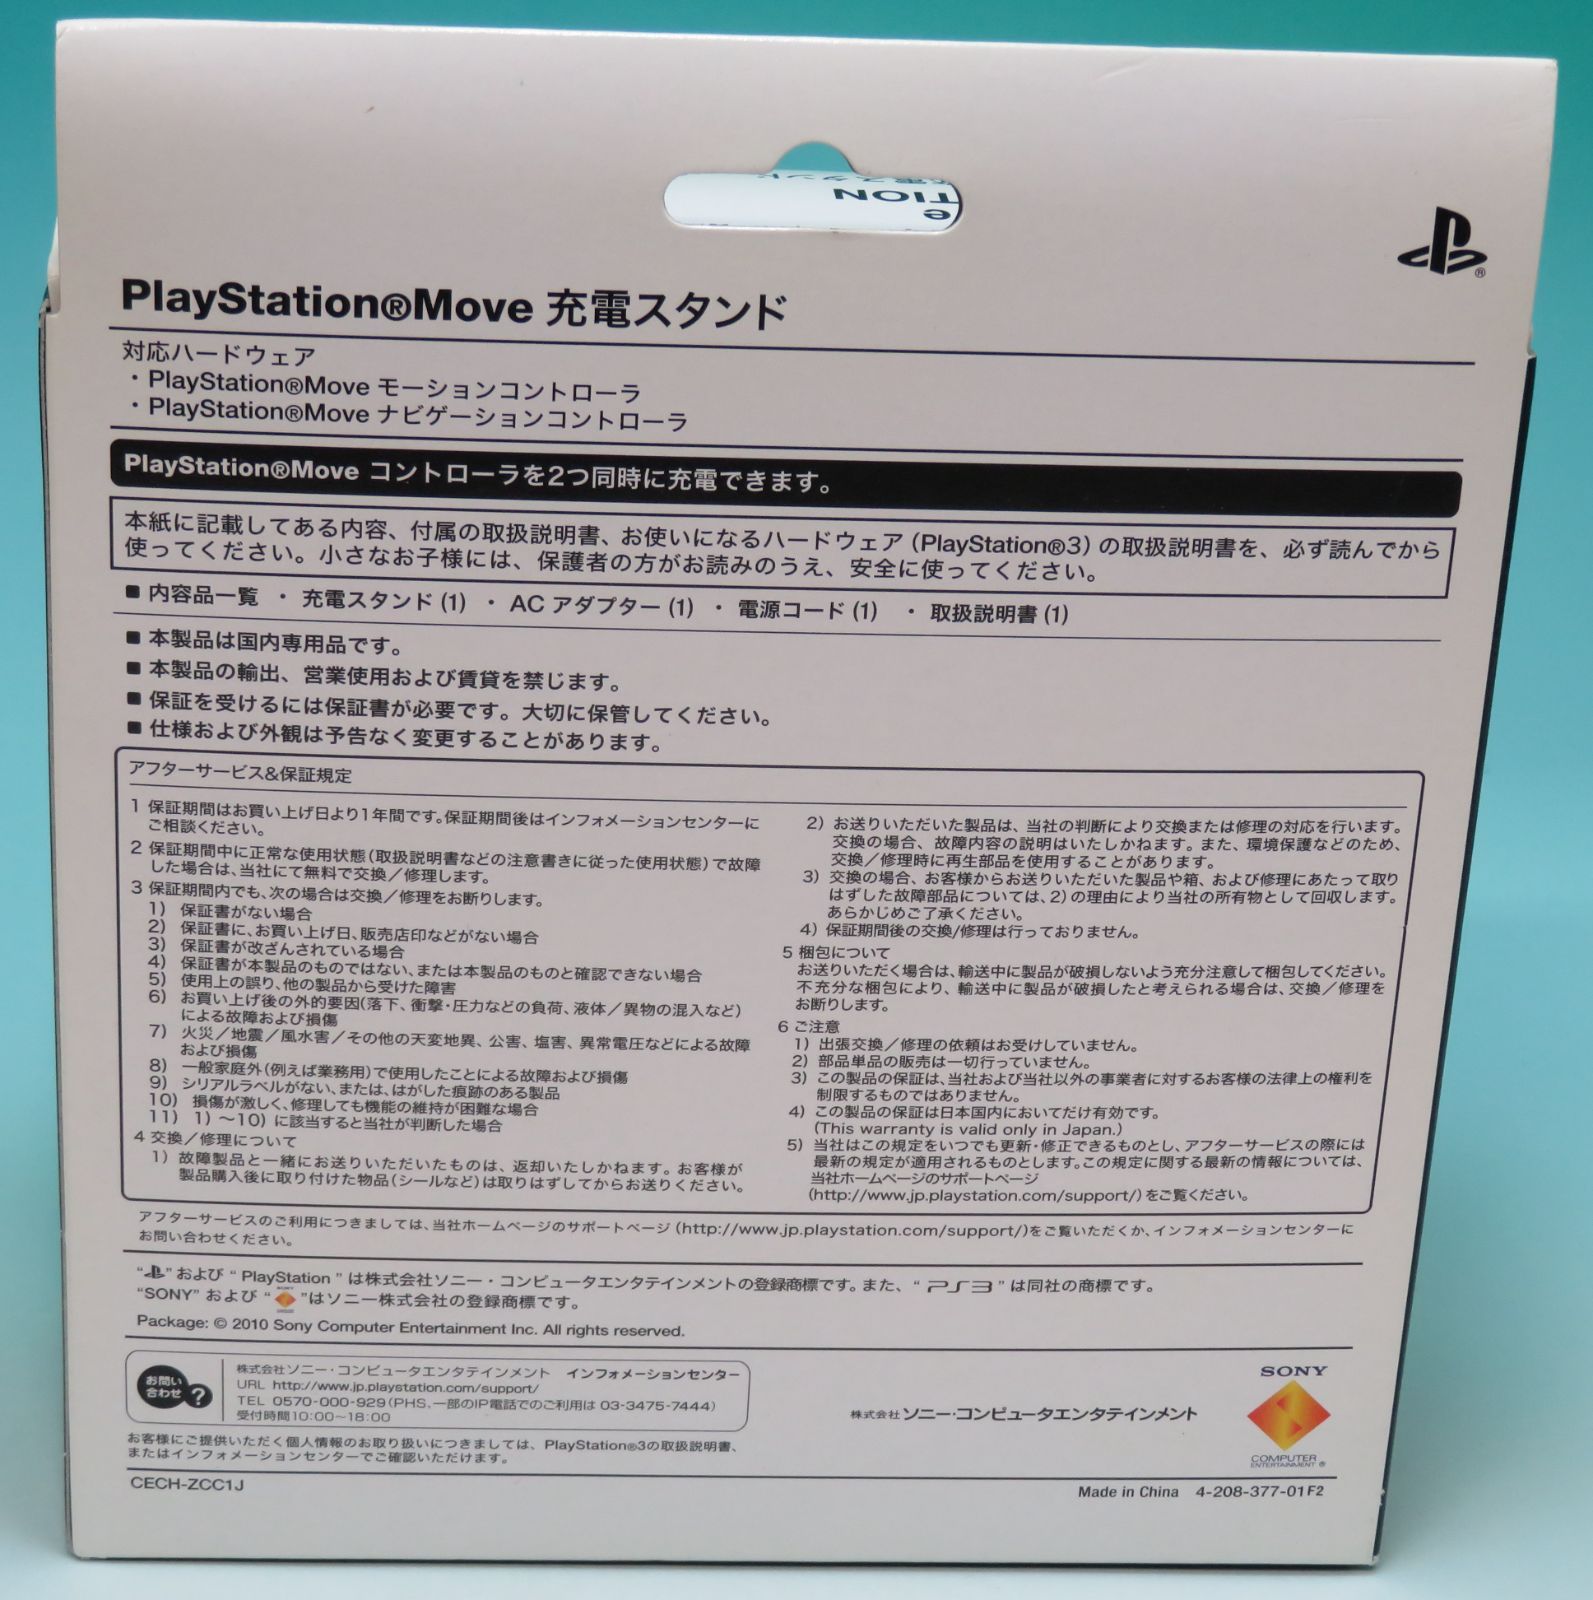 TION
e
PlayStation®Move 充電スタンド
対応ハードウェア
・PlayStation®Move モーションコントローラ
・PlayStation®Move ナビゲーションコントローラ
PlayStation®Move コントローラを2つ同時に充電できます。
本紙に記載してある内容、付属の取扱説明書、お使いになるハードウェア(PlayStation®3)の取扱説明書を、必ず読んでから
使ってください。小さなお子様には、保護者の方がお読みのうえ、安全に使ってください。
■ 内容品一覧 ・ 充電スタンド (1) ・ AC アダプター (1) ・ 電源コード (1) ・ 取扱説明書 (1)
■ 本製品は国内専用品です。
■ 本製品の輸出、営業使用および賃貸を禁じます。
■ 保証を受けるには保証書が必要です。大切に保管してください。
■ 仕様および外観は予告なく変更することがあります。
アフターサービス&保証規定
1 保証期間はお買い上げ日より1年間です。保証期間後はインフォメーションセンターに
ご相談ください。
2 保証期間中に正常な使用状態(取扱説明書などの注意書きに従った使用状態)で故障
した場合は、当社にて無料で交換/修理します。
3 保証期間内でも、次の場合は交換/修理をお断りします。
1) 保証書がない場合
2) 保証書に、お買い上げ日、販売店印などがない場合
3) 保証書が改ざんされている場合
4) 保証書が本製品のものではない、または本製品のものと確認できない場合
5) 使用上の誤り、他の製品から受けた障害
6) お買い上げ後の外的要因(落下、衝撃・圧力などの負荷、液体/異物の混入など)
による故障および損傷
7) 火災/地震/風水害/その他の天変地異、公害、塩害、異常電圧などによる故障
および損傷
8) 一般家庭外(例えば業務用)で使用したことによる故障および損傷
9) シリアルラベルがない、または、はがした痕跡のある製品
10) 損傷が激しく、修理しても機能の維持が困難な場合
11) 1) ~10) に該当すると当社が判断した場合
4 交換/修理について
1) 故障製品と一緒にお送りいただいたものは、返却いたしかねます。お客様が
製品購入後に取り付けた物品(シールなど)は取りはずしてからお送りください。
2) お送りいただいた製品は、当社の判断により交換または修理の対応を行います。
交換の場合、故障内容の説明はいたしかねます。また、環境保護などのため、
交換/修理時に再生部品を使用することがあります。
3) 交換の場合、お客様からお送りいただいた製品や箱、および修理にあたって取り
はずした故障部品については、2)の理由により当社の所有物として回収します。
あらかじめご了承ください。
4) 保証期間後の交換/修理は行っておりません。
5 梱包について
お送りいただく場合は、輸送中に製品が破損しないよう充分注意して梱包してください。
不充分な梱包により、輸送中に製品が破損したと考えられる場合は、交換/修理を
お断りします。
6 ご注意
1) 出張交換/修理の依頼はお受けしていません。
2) 部品単品の販売は一切行っていません。
3) この製品の保証は、当社および当社以外の事業者に対するお客様の法律上の権利を
制限するものではありません。
4) この製品の保証は日本国内においてだけ有効です。
(This warranty is valid only in Japan.)
5) 当社はこの規定をいつでも更新・修正できるものとし、アフターサービスの際には
最新の規定が適用されるものとします。この規定に関する最新の情報については、
当社ホームページのサポートページ
(http://www.jp.playstation.com/support/)をご覧ください。
アフターサービスのご利用につきましては、当社ホームページのサポートページ(http://www.jp.playstation.com/support/)をご覧いただくか、インフォメーションセンターに
お問い合わせください。
“ ”および“ PlayStation ”は株式会社ソニー・コンピュータエンタテインメントの登録商標です。また、“ PS3 ”は同社の商標です。
“SONY”および“ ”はソニー株式会社の登録商標です。
Package: © 2010 Sony Computer Entertainment Inc. All rights reserved.
お問い
合わせ
?
株式会社ソニー・コンピュータエンタテインメント インフォメーションセンター
URL http://www.jp.playstation.com/support/
TEL 0570-000-929(PHS、一部のIP電話でのご利用は 03-3475-7444)
受付時間10:00~18:00
お客様にご提供いただく個人情報のお取り扱いにつきましては、PlayStation®3の取扱説明書、
またはインフォメーションセンターでご確認いただけます。
株式会社 ソニー・コンピュータエンタテインメント
SONY
COMPUTER
ENTERTAINMENT ®
CECH-ZCC1J
Made in China 4-208-377-01 F2